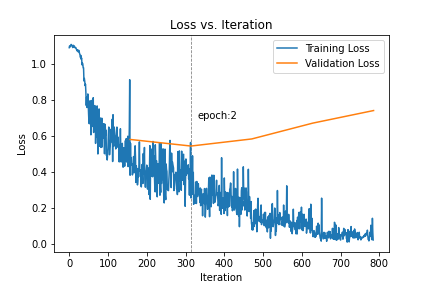 Loss vs. Iteration
Training Loss
Validation Loss
epoch:2
Loss
1.0
0.8
0.6
0.4
0.2
0.0
0 100 200 300 400 500 600 700 800
Iteration